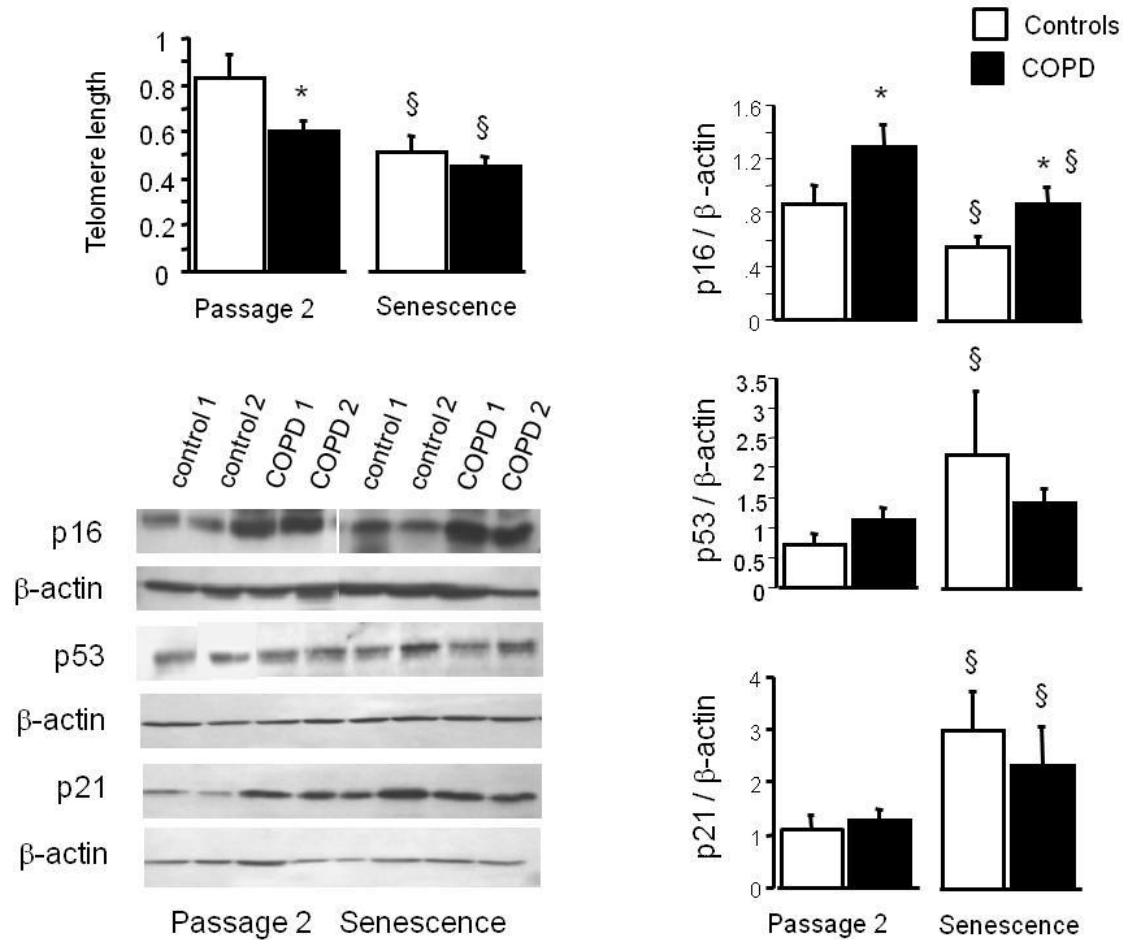 Controls
COPD
Telomere length
1
0.8
0.6
0.4
0.2
0
*
§
§
Passage 2
Senescence
p16 / β -actin
1.6
1.2
.8
.4
0
*
§
* §
control 1
control 2
COPD 1
COPD 2
control 1
control 2
COPD 1
COPD 2
p16
β-actin
p53
β-actin
p21
β-actin
Passage 2
Senescence
p53 / β-actin
3.5
3
2.5
2
1.5
1
0.5
0
§
p21 / β-actin
4
3
2
1
0
§
§
Passage 2
Senescence